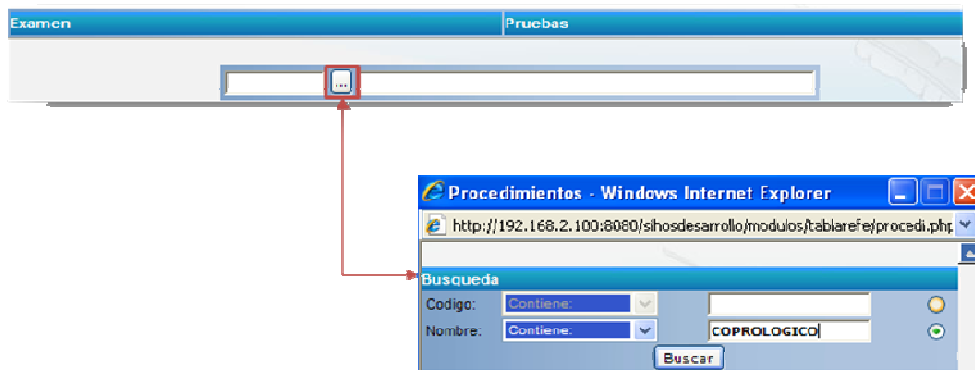 Examen Pruebas
...
Procedimientos - Windows Internet Explorer
http://192.168.2.100:8080/sihosdesarrollo/modulos/tablarefe/procedi.php
Busqueda
Codigo: Contiene:
Nombre: Contiene: COPROLOGICO
Buscar